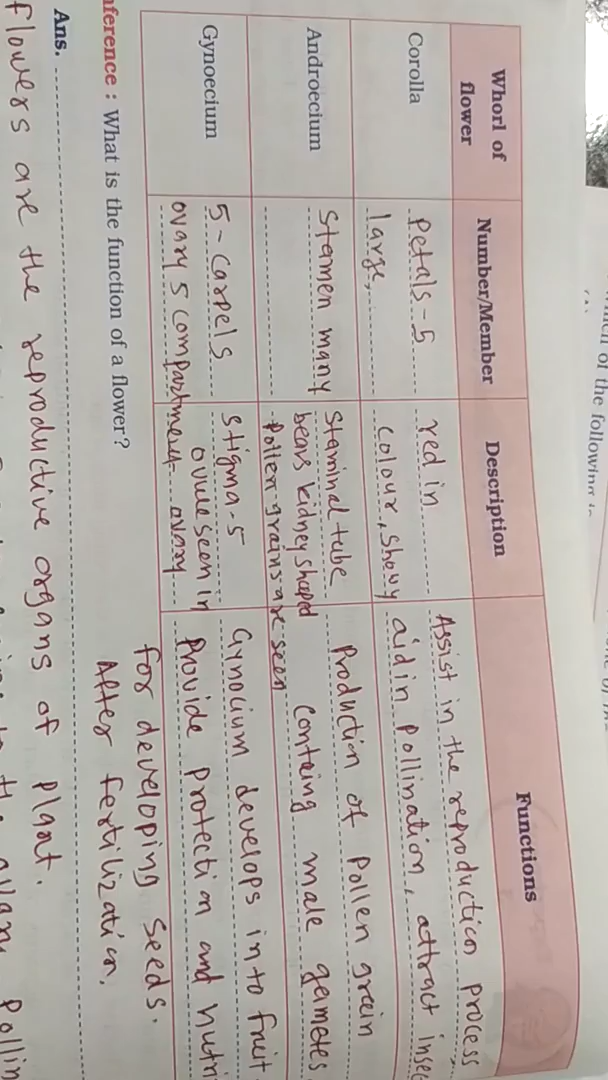 of the following
Whorl of flower
Number/Member
Description
Functions
Corolla
petals - 5
large,
red in
colour, showy
Assist in the reproduction process,
aid in pollination, attract
Androecium
Stemen many
Staminal tube
bears kidney shaped
Pollen grains are seen
Production of Pollen grain
conteing male gametes
Gynoecium
5 - carpels
ovary 5 compartment
stigma - 5
ovule seen in
ovary
Gynocium develops in to fruit
Provide protection and
for developing seeds.
After fertilization.
: What is the function of a flower?
Ans.
flowers are the reproductive organs of plant.